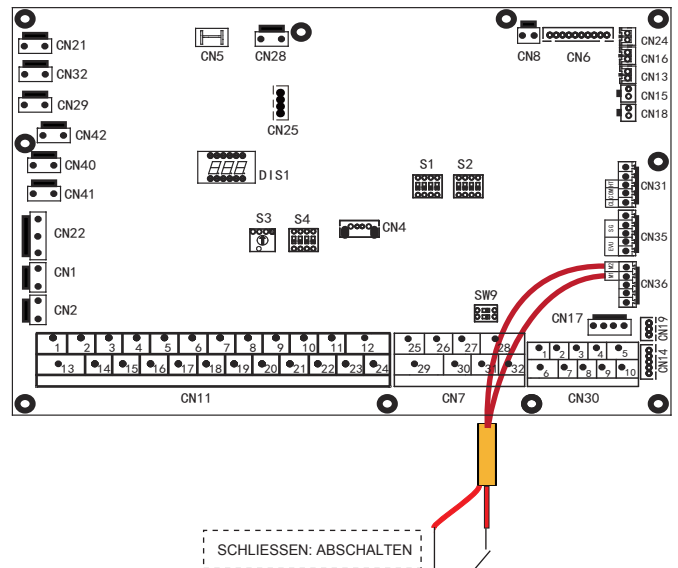 CN21
CN5
CN28
CN8
CN6
CN24
CN32
CN16
CN13
CN29
CN15
CN18
CN25
CN42
CN40
DIS1
S1
S2
CN41
CN31
CN22
S3
S4
CN4
SG
EVU
CN35
M1 M2
CN36
CN1
CN2
SW9
CN17
CN19
CN14
1 2 3 4 5 6 7 8 9 10 11 12
13 14 15 16 17 18 19 20 21 22 23 24
25 26 27 28
29 30 31 32
1 2 3 4 5
6 7 8 9 10
CN11
CN7
CN30
SCHLIESSEN: ABSCHALTEN